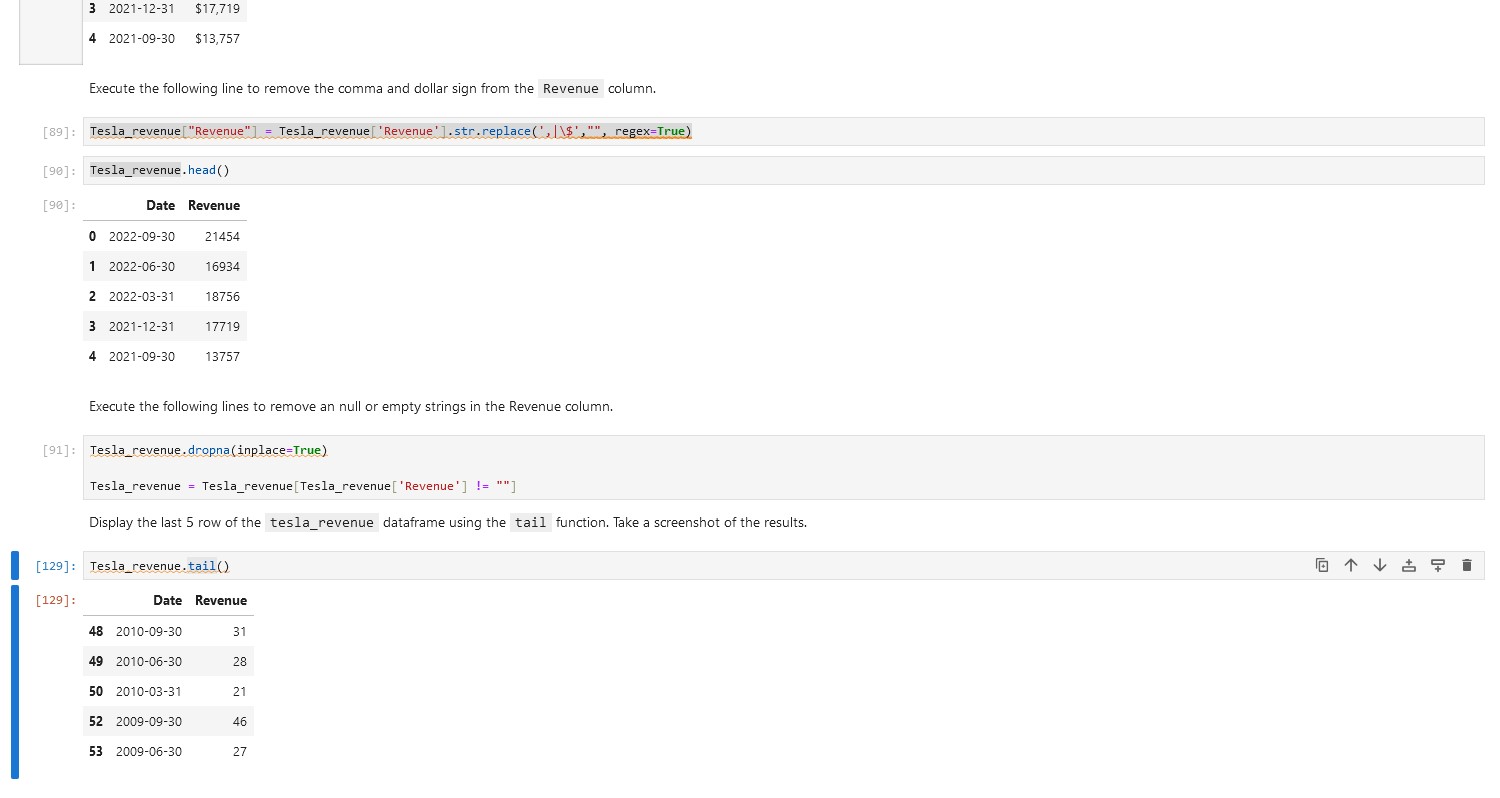 3 2021-12-31 $17,719
4 2021-09-30 $13,757
Execute the following line to remove the comma and dollar sign from the Revenue column.
[89]: Tesla_revenue["Revenue"] = Tesla_revenue['Revenue'].str.replace(',|\$',"", regex=True)
[90]: Tesla_revenue.head()
[90]: Date Revenue
0 2022-09-30 21454
1 2022-06-30 16934
2 2022-03-31 18756
3 2021-12-31 17719
4 2021-09-30 13757
Execute the following lines to remove an null or empty strings in the Revenue column.
[91]: Tesla_revenue.dropna(inplace=True)
Tesla_revenue = Tesla_revenue[Tesla_revenue['Revenue'] != ""]
Display the last 5 row of the tesla_revenue dataframe using the tail function. Take a screenshot of the results.
[129]: Tesla_revenue.tail()
[129]: Date Revenue
48 2010-09-30 31
49 2010-06-30 28
50 2010-03-31 21
52 2009-09-30 46
53 2009-06-30 27